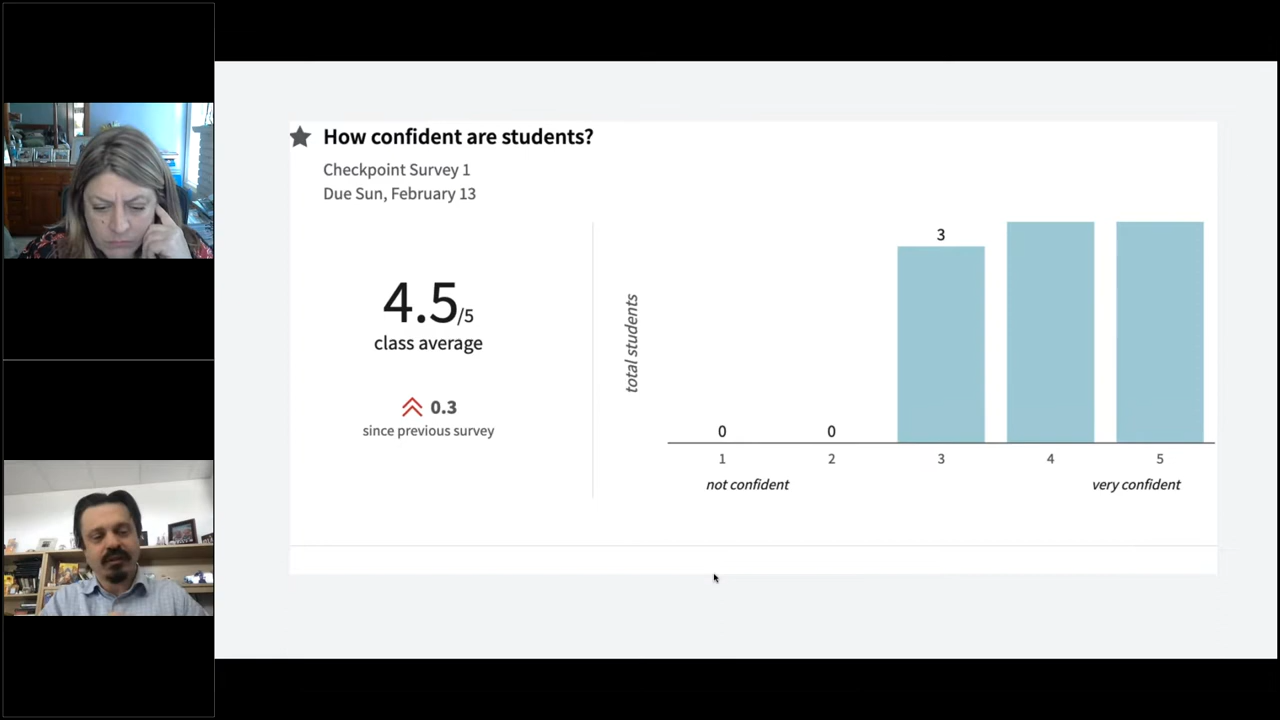 How confident are students?
Checkpoint Survey 1
Due Sun, February 13
4.5/5
class average
0.3
since previous survey
total students
0
0
3
1
2
3
4
5
not confident
very confident